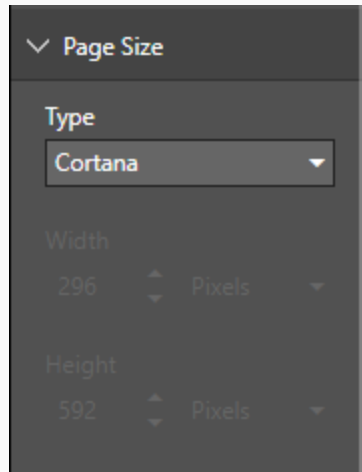 Page Size
Type
Cortana
Width
296 Pixels
Height
592 Pixels